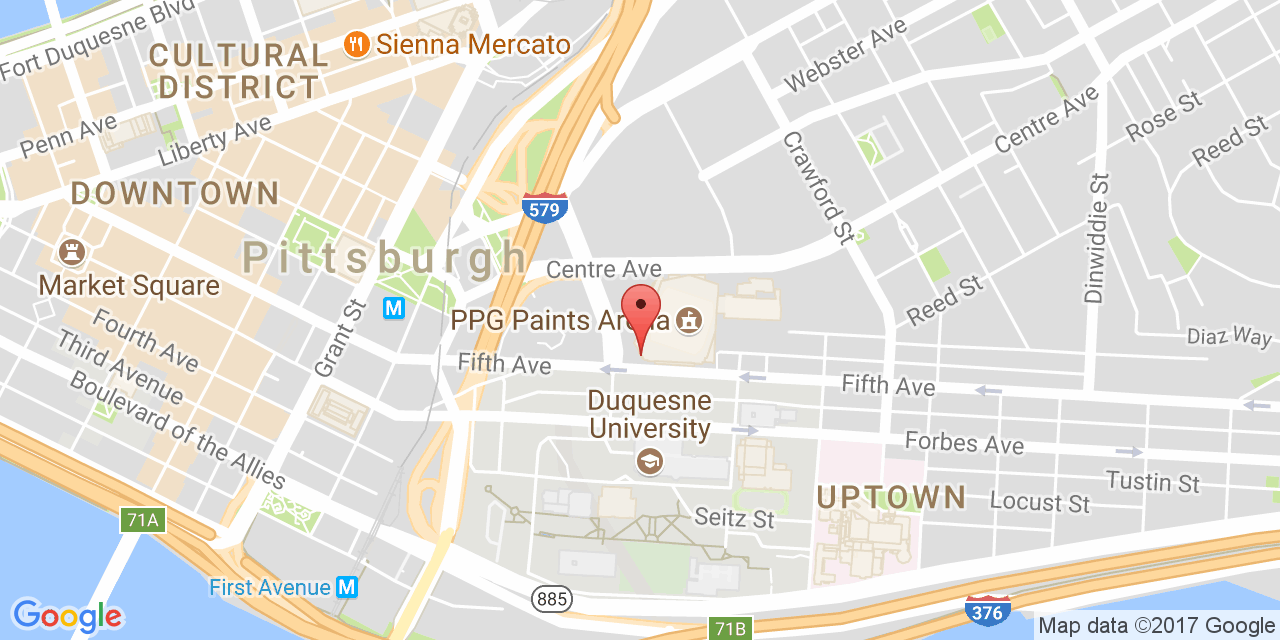 Fort Duquesne Blvd
CULTURAL
DISTRICT
Sienna Mercato
Webster Ave
Penn Ave
Liberty Ave
Centre Ave
Rose St
Reed St
Crawford St
DOWNTOWN
579
Dinwiddie St
Pittsburgh
Market Square
Centre Ave
Reed St
M
Grant St
PPG Paints Arena
Fourth Ave
Third Avenue
Boulevard of the Allies
Fifth Ave
Fifth Ave
Diaz Way
Duquesne
University
Forbes Ave
Tustin St
UPTOWN
Locust St
Seitz St
71A
First Avenue M
885
376
71B
Google
Map data ©2017 Google